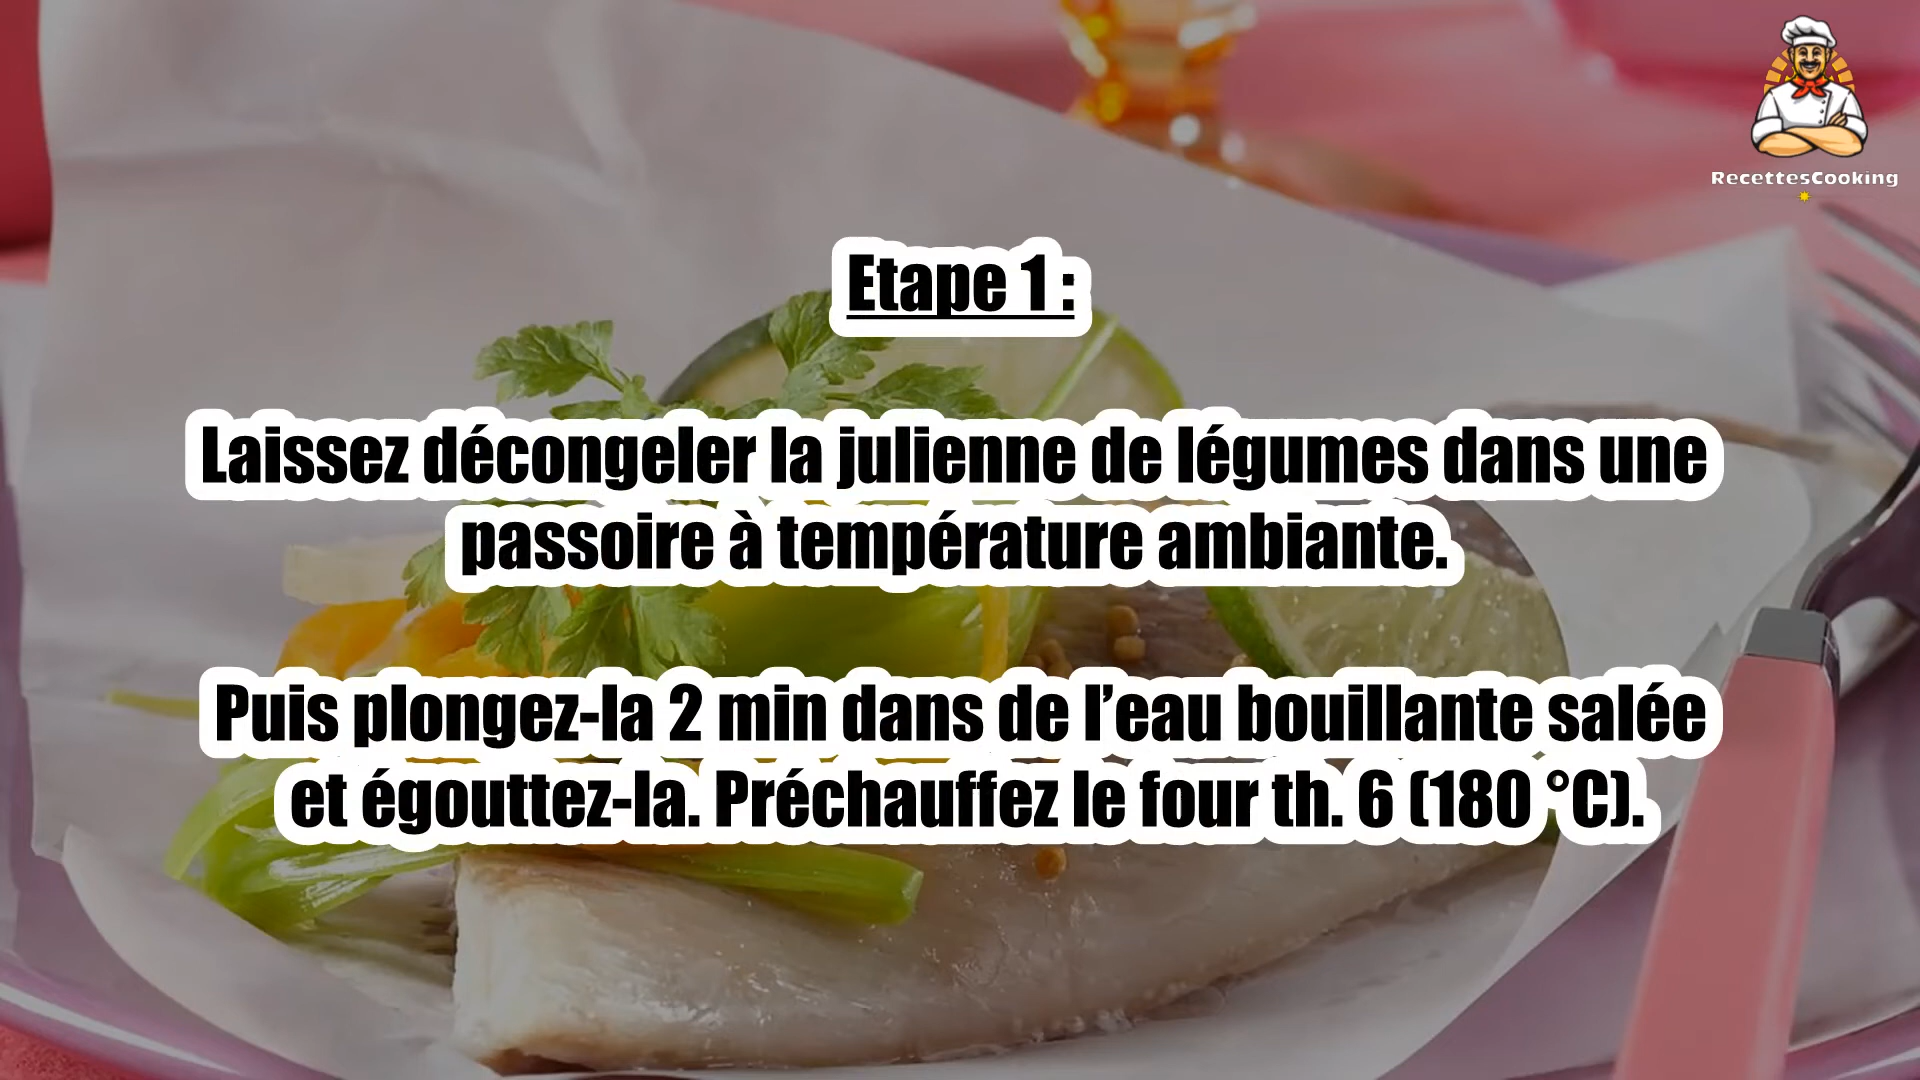 RecettesCooking
Etape 1 :
Laissez décongeler la julienne de légumes dans une
passoire à température ambiante.
Puis plongez-la 2 min dans de l’eau bouillante salée
et égouttez-la. Préchauffez le four th. 6 (180 °C).